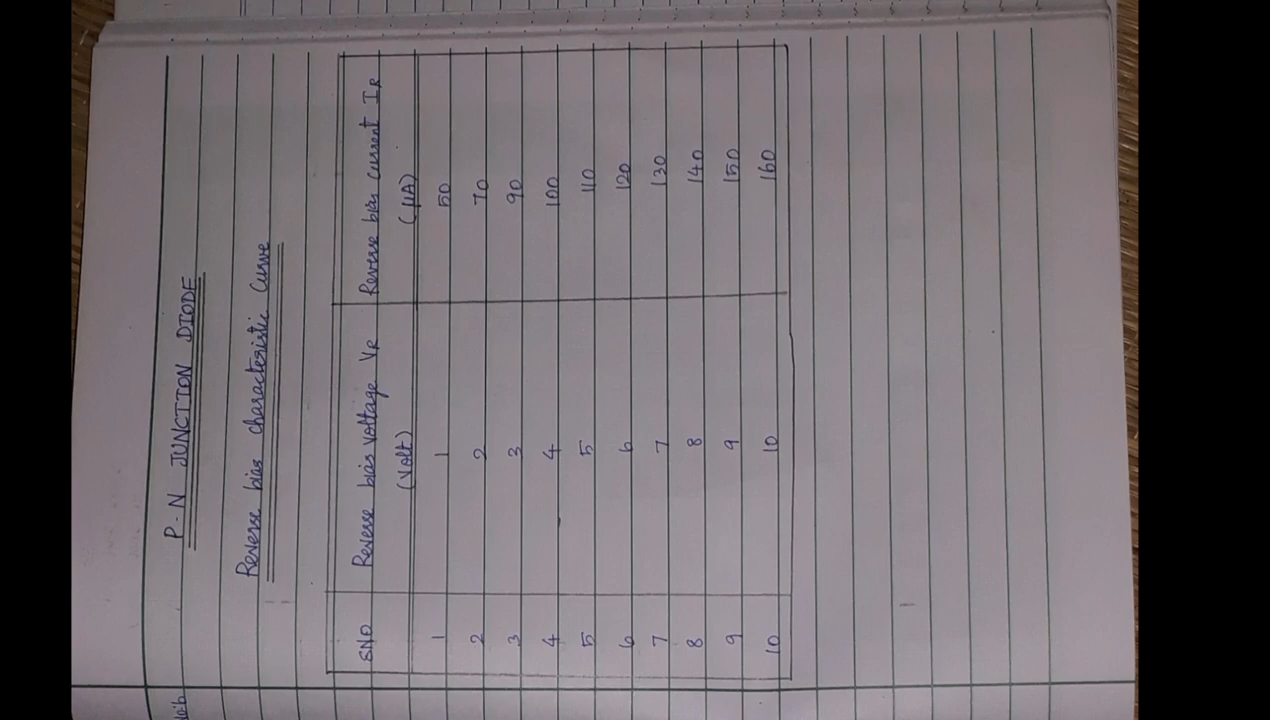 P-N JUNCTION DIODE
Reverse bias characteristic curve
SNO Reverse bias voltage VR (Volt) Reverse bias current IR (μA)
1 1 50
2 2 70
3 3 90
4 4 100
5 5 110
6 6 120
7 7 130
8 8 140
9 9 150
10 10 160